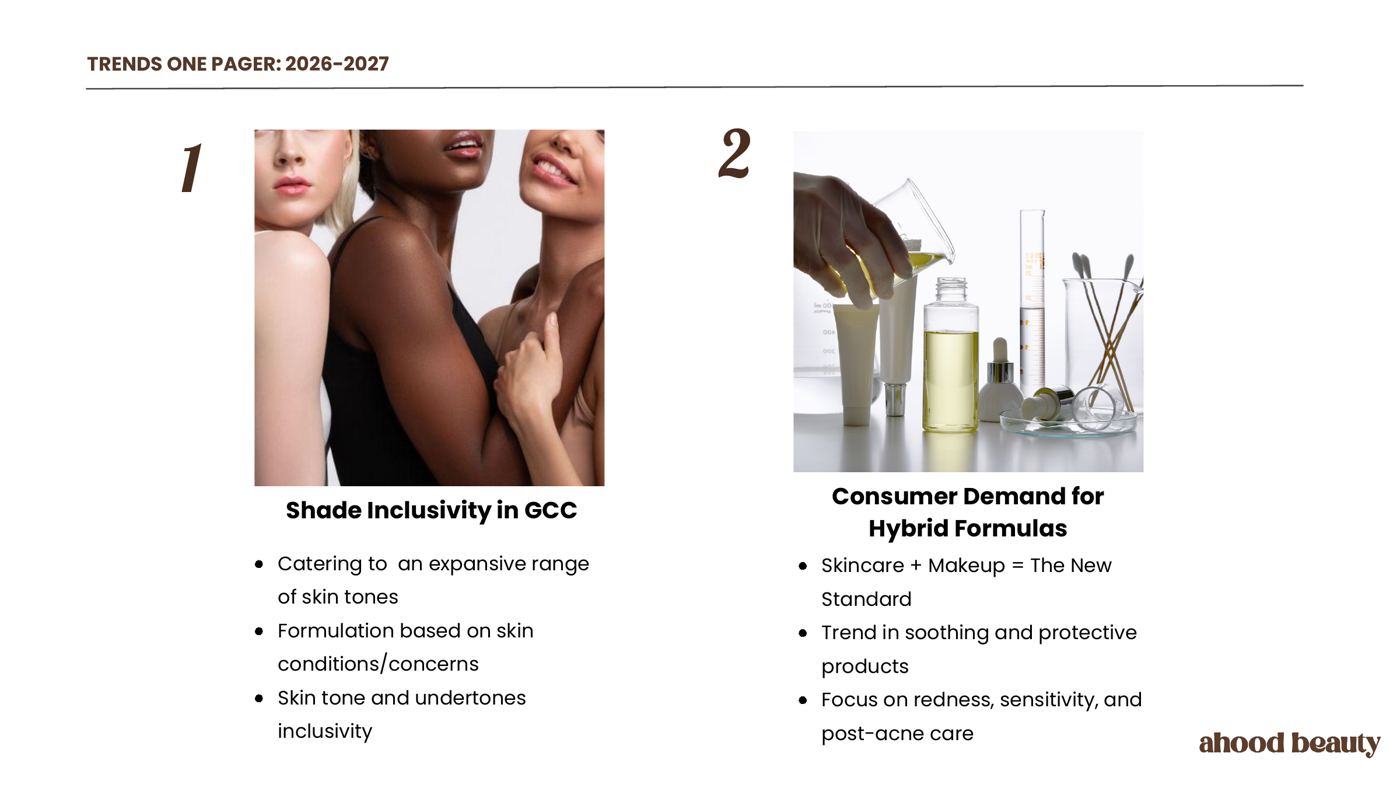 TRENDS ONE PAGER: 2026-2027
1
Shade Inclusivity in GCC
• Catering to  an expansive range
of skin tones
• Formulation based on skin
conditions/concerns
• Skin tone and undertones
inclusivity
2
Consumer Demand for
Hybrid Formulas
• Skincare + Makeup = The New
Standard
• Trend in soothing and protective
products
• Focus on redness, sensitivity, and
post-acne care
ahood beauty